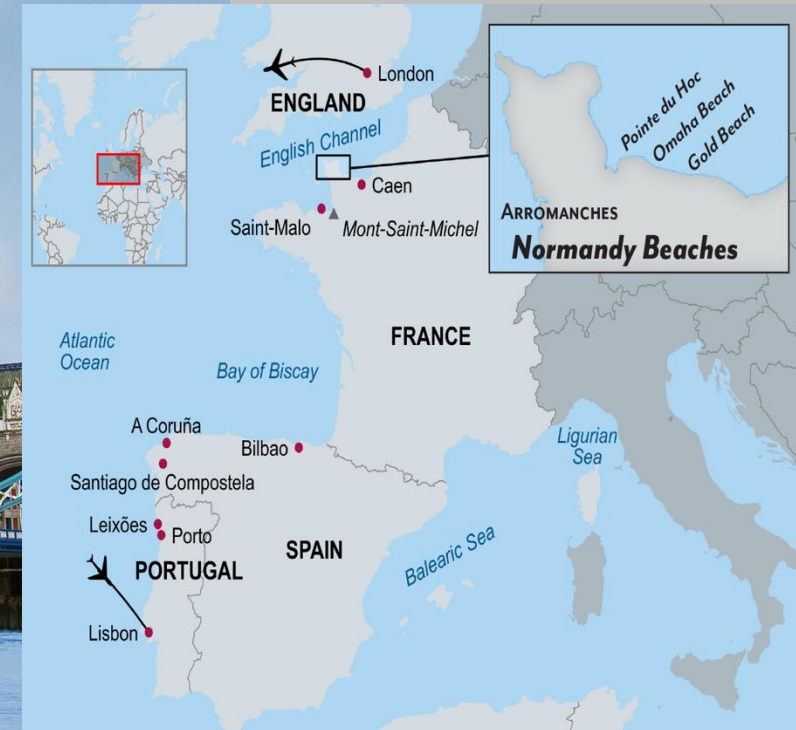 London
ENGLAND
English Channel
Caen
Saint-Malo
Mont-Saint-Michel
Pointe du Hoc
Omaha Beach
Gold Beach
ARROMANCHES
Normandy Beaches
FRANCE
Atlantic
Ocean
Bay of Biscay
A Coruña
Bilbao
Ligurian
Sea
Santiago de Compostela
Leixões
Porto
SPAIN
Balearic Sea
PORTUGAL
Lisbon